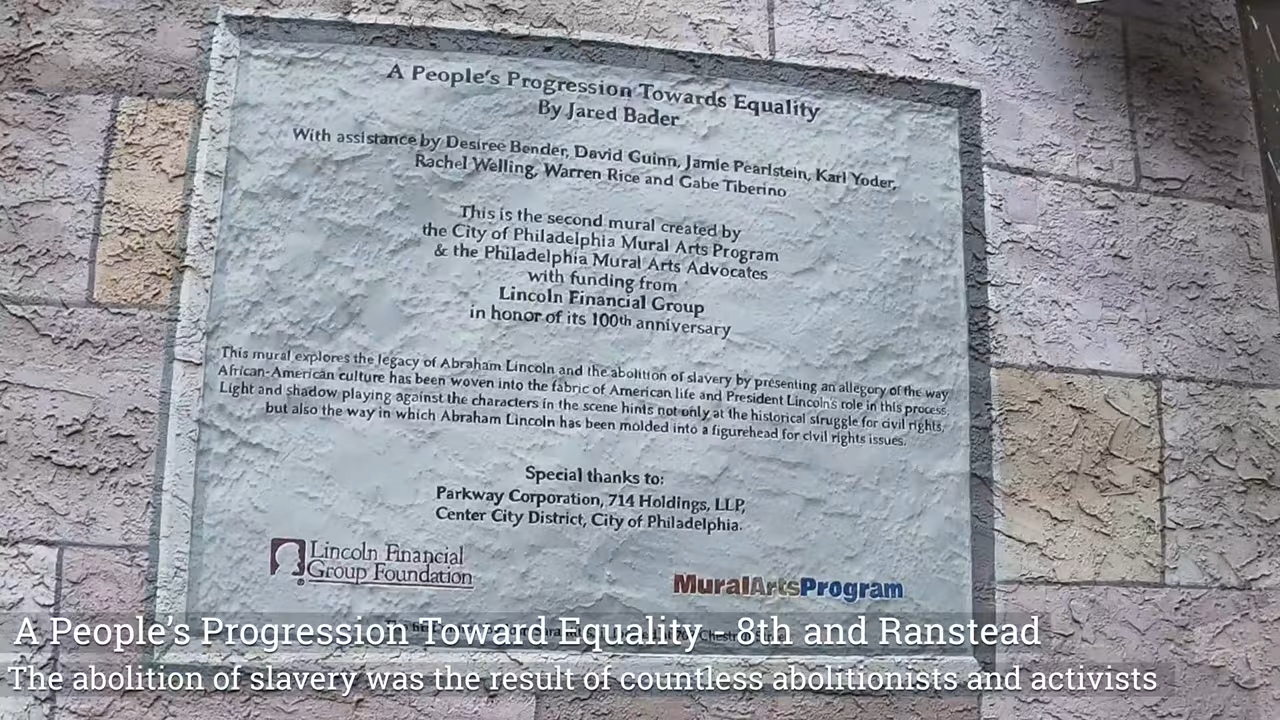 A People's Progression Towards Equality
By Jared Bader
With assistance by Desiree Bender, David Guinn, Jamie Pearlstein, Karl Yoder,
Rachel Welling, Warren Rice and Gabe Tiberino
This is the second mural created by
the City of Philadelphia Mural Arts Program
& the Philadelphia Mural Arts Advocates
with funding from
Lincoln Financial Group
in honor of its 100th anniversary
This mural explores the legacy of Abraham Lincoln and the abolition of slavery by presenting an allegory of the way
African-American culture has been woven into the fabric of American life and President Lincoln's role in this process.
Light and shadow playing against the characters in the scene hints not only at the historical struggle for civil rights,
but also the way in which Abraham Lincoln has been molded into a figurehead for civil rights issues.
Special thanks to:
Parkway Corporation, 714 Holdings, LLP,
Center City District, City of Philadelphia.
Lincoln Financial
Group Foundation
MuralArtsProgram
A People's Progression Toward Equality - 8th and Ranstead
The abolition of slavery was the result of countless abolitionists and activists